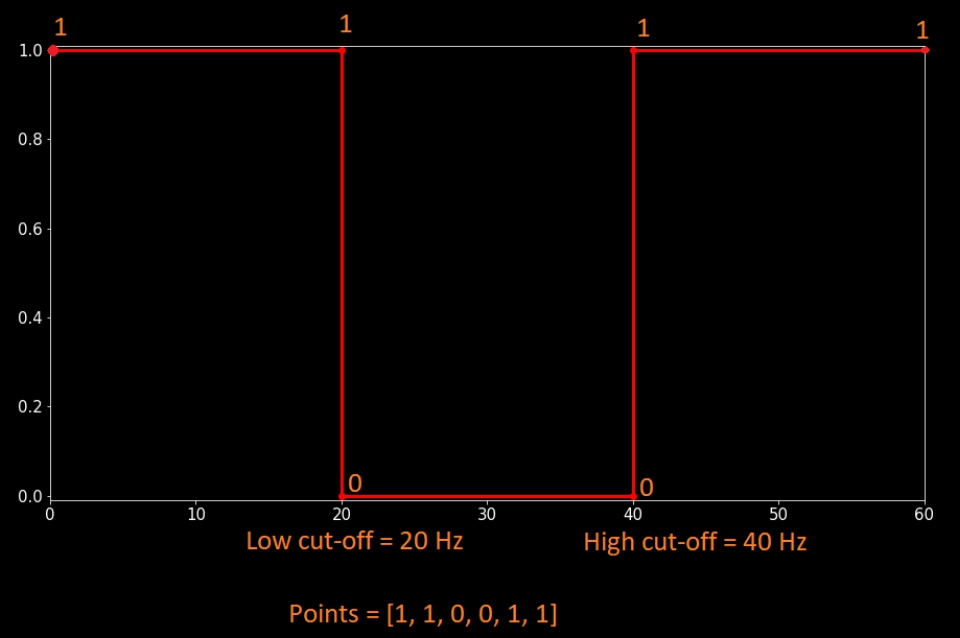 1 1 1 1
1.0
0.8
0.6
0.4
0.2
0 0
0.0
0 10 20 30 40 50 60
Low cut-off = 20 Hz High cut-off = 40 Hz
Points = [1, 1, 0, 0, 1, 1]